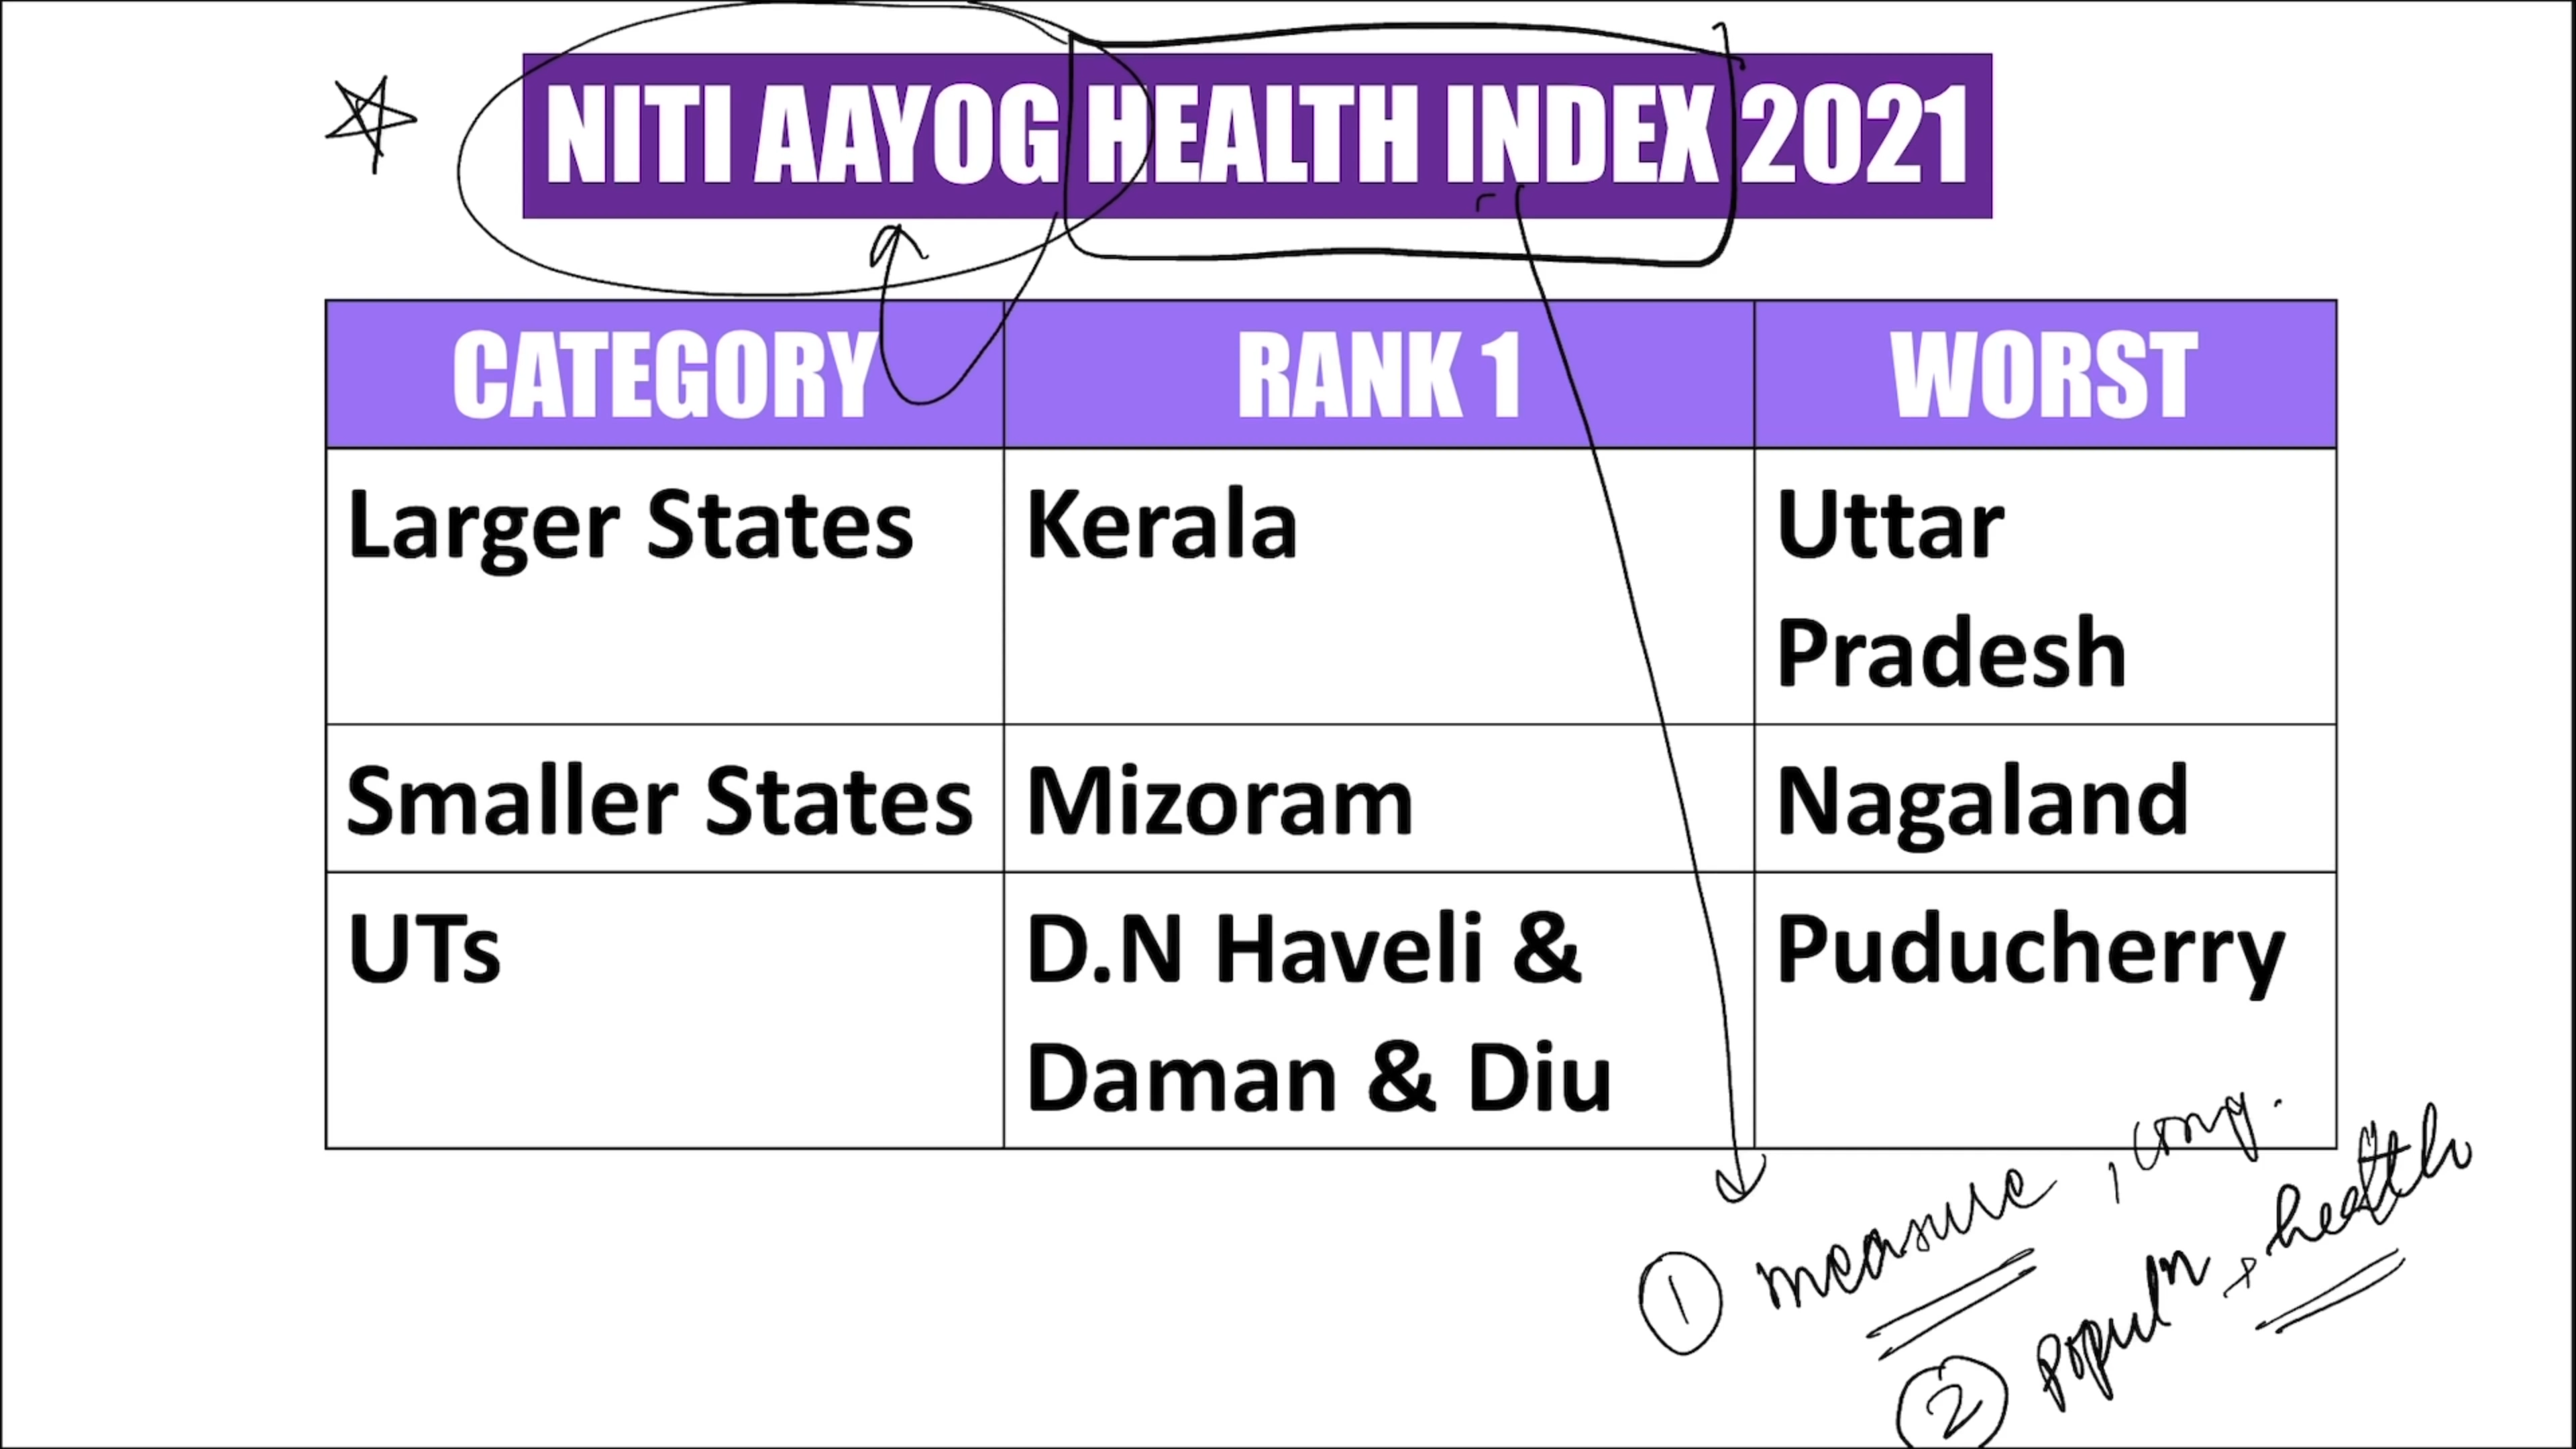 NITI AAYOG HEALTH INDEX 2021
CATEGORY RANK 1 WORST
Larger States Kerala Uttar
Pradesh
Smaller States Mizoram Nagaland
UTs D.N Haveli & Puducherry
Daman & Diu
① measure,
② populn health